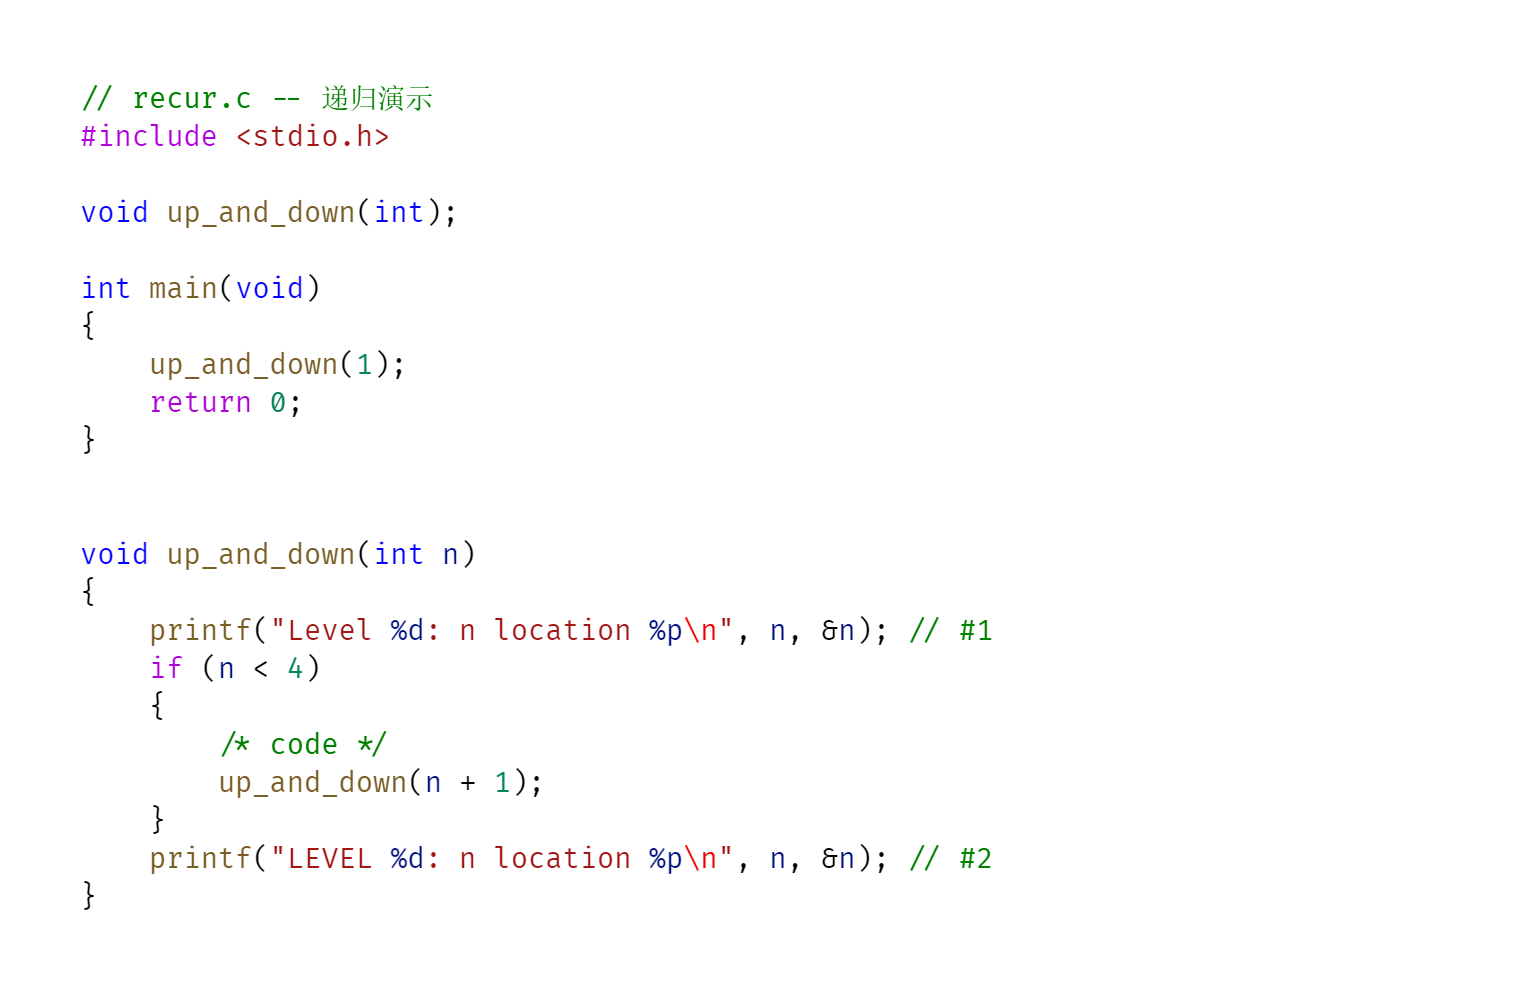 // recur.c -- 递归演示
#include <stdio.h>
void up_and_down(int);
int main(void)
{
    up_and_down(1);
    return 0;
}
void up_and_down(int n)
{
    printf("Level %d: n location %p\n", n, &n); // #1
    if (n < 4)
    {
        /* code */
        up_and_down(n + 1);
    }
    printf("LEVEL %d: n location %p\n", n, &n); // #2
}